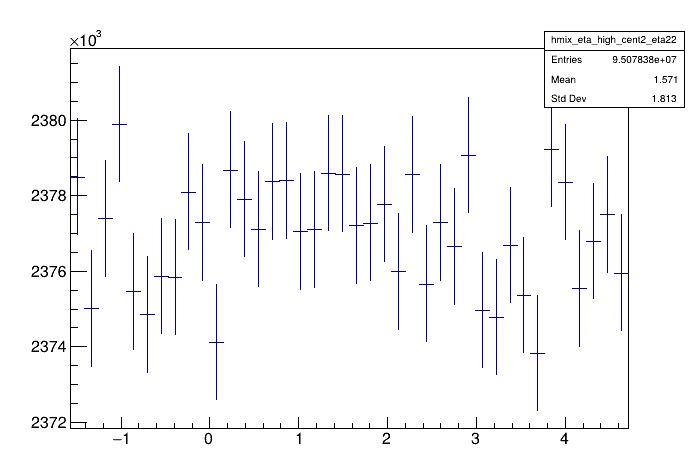 ×10³
hmix_eta_high_cent2_eta22
Entries 9.507838e+07
Mean 1.571
Std Dev 1.813
2380
2378
2376
2374
2372
−1 0 1 2 3 4